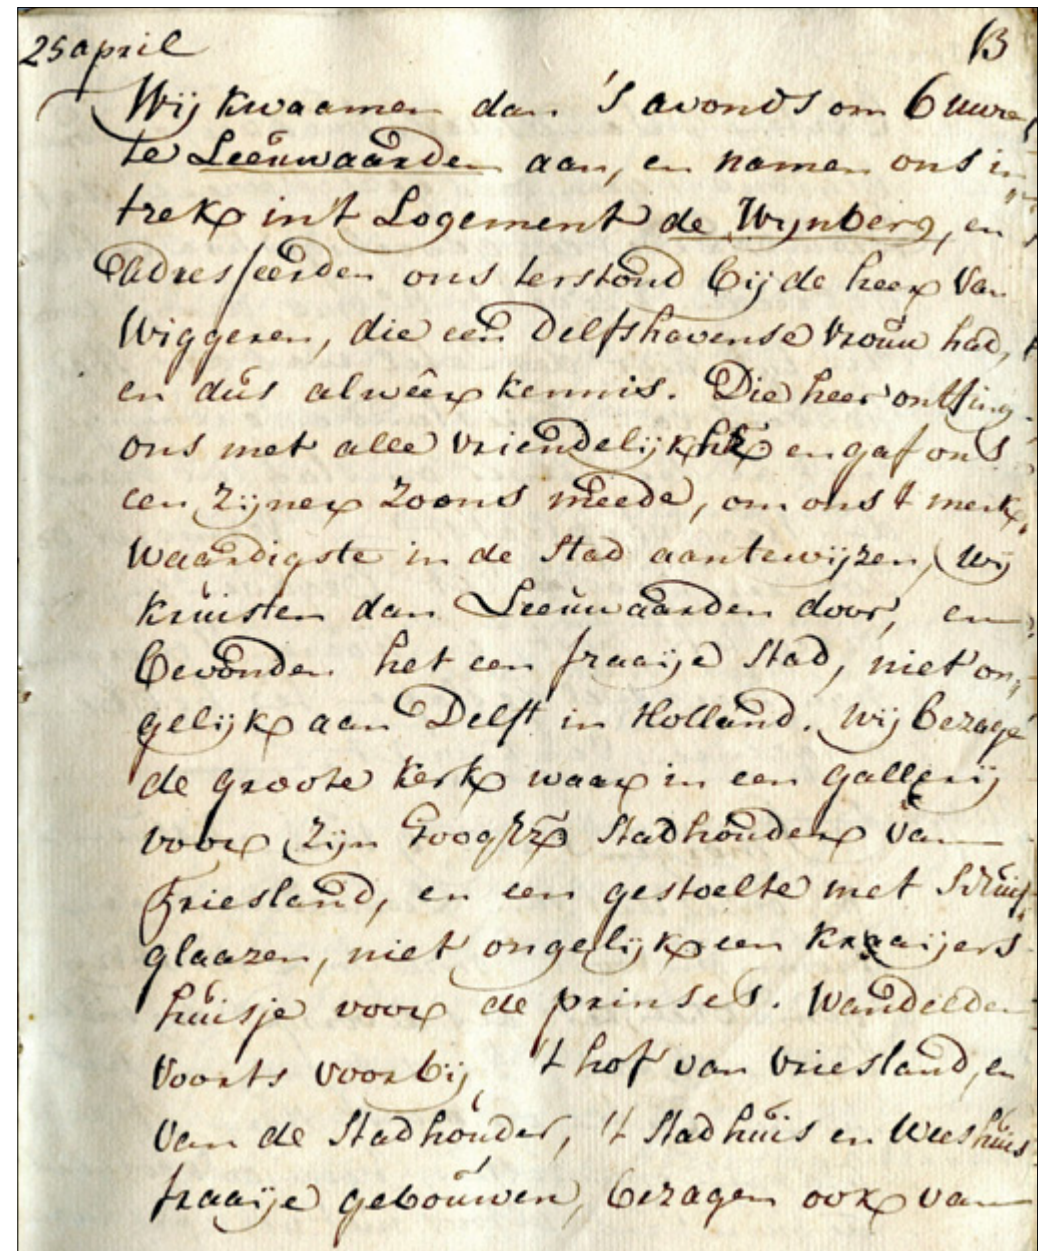 25 april 13
Wij kwaamen dan 's avonds om 6 uure
te Leeuwaarden aan, en namen ons in
trek in't Logement de Wijnberg, en
adresseerden ons terstond bij de heer Van
Wiggeren, die een Delfshavense Vrouw had,
en dus alweêr kennis. Die heer ontfing
ons met alle vriendelijkht en gaf ons
een Zijner Zoons meede, om ons t merk
waardigste in de Stad aantewijzen, Wij
kruisten dan Leeuwaarden door, en
bevonden het een fraaije Stad, niet on,
gelijk aan Delft in Holland. Wij bezage
de groote kerk waar in een gallerij
voor Zijn Stadhouder van
Friesland, en een gestoelte met Schuif
glaazen, niet ongelijk een kraaijers
huisje voor de prinses. Wandelden
Voorts voorbij 't hof van vriesland, en
Van de Stadhouder, 't Stadhuis en Weeshuis
fraaije gebouwen, bezagen ook van